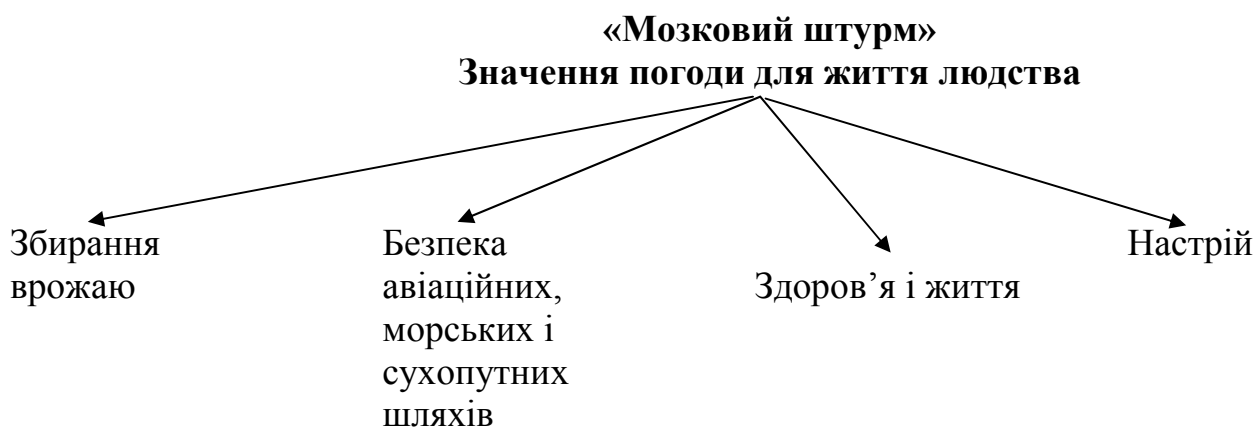 «Мозковий штурм»
Значення погоди для життя людства
Збирання
врожаю
Безпека
авіаційних,
морських і
сухопутних
шляхів
Здоров’я і життя
Настрій